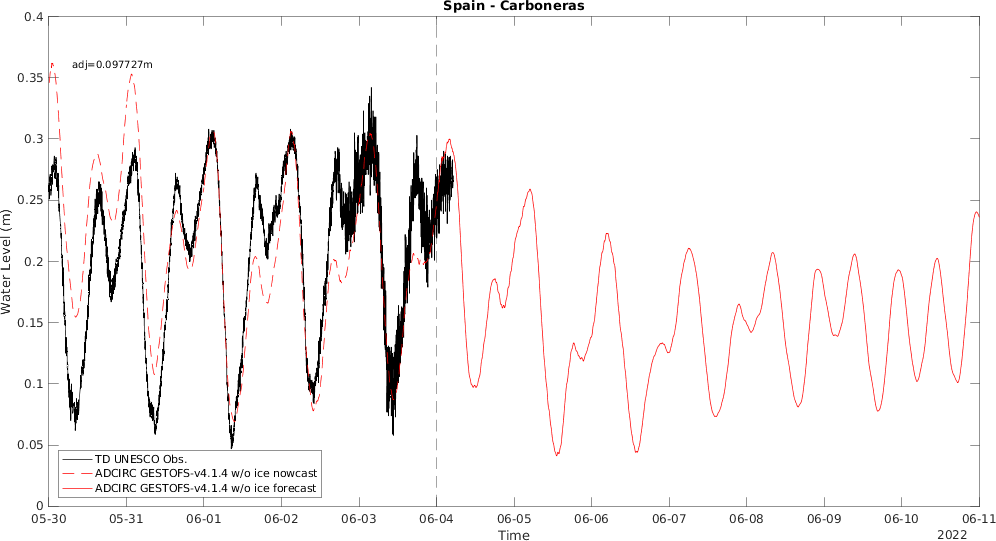 Spain - Carboneras
0.4
0.35
0.3
0.25
0.2
0.15
0.1
0.05
0
Water Level (m)
adj=0.097727m
TD UNESCO Obs.
ADCIRC GESTOFS-v4.1.4 w/o ice nowcast
ADCIRC GESTOFS-v4.1.4 w/o ice forecast
05-30 05-31 06-01 06-02 06-03 06-04 06-05 06-06 06-07 06-08 06-09 06-10 06-11
Time
2022